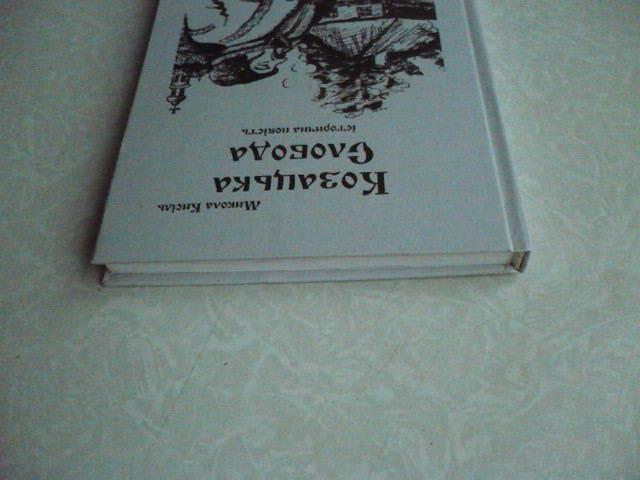 Микола Кисіль
Козацька
Слобода
історична повість